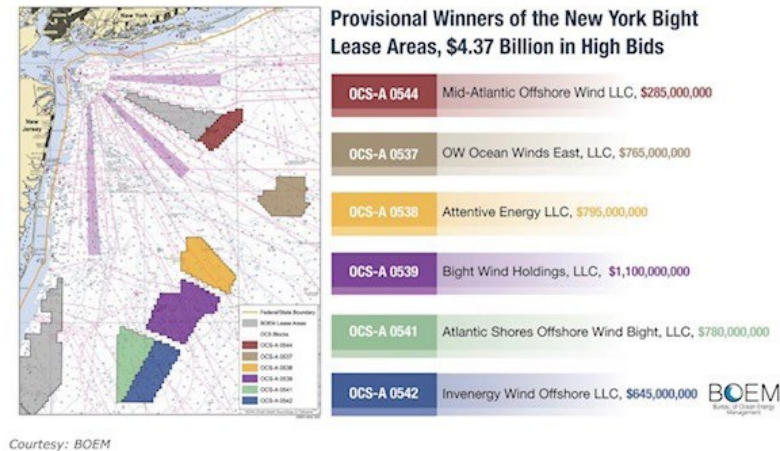 Provisional Winners of the New York Bight
Lease Areas, $4.37 Billion in High Bids
New York
New
Jersey
Federal/State Boundary
BOEM Lease Areas
OCS Blocks
OCS-A 0544
OCS-A 0537
OCS-A 0538
OCS-A 0539
OCS-A 0541
OCS-A 0542
OCS-A 0544 Mid-Atlantic Offshore Wind LLC, $285,000,000
OCS-A 0537 OW Ocean Winds East, LLC, $765,000,000
OCS-A 0538 Attentive Energy LLC, $795,000,000
OCS-A 0539 Bight Wind Holdings, LLC, $1,100,000,000
OCS-A 0541 Atlantic Shores Offshore Wind Bight, LLC, $780,000,000
OCS-A 0542 Invenergy Wind Offshore LLC, $645,000,000
BOEM
Bureau of Ocean Energy
Management
Courtesy: BOEM